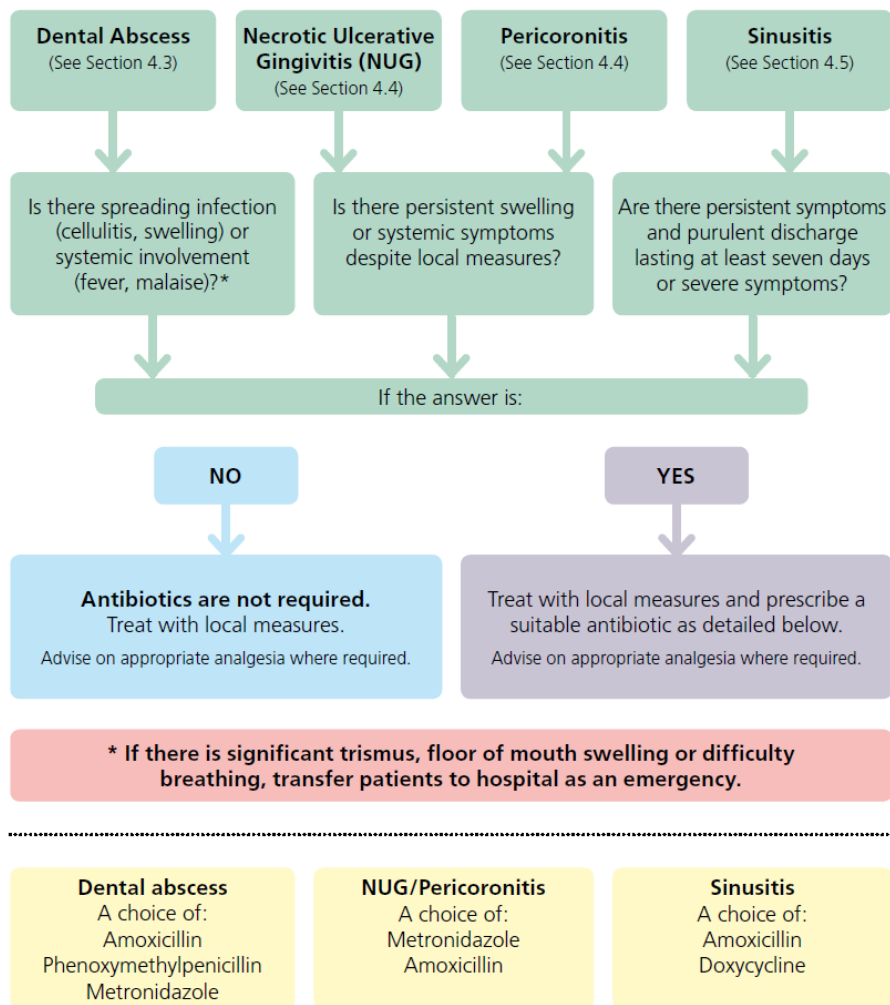 Dental Abscess
(See Section 4.3)
Necrotic Ulcerative
Gingivitis (NUG)
(See Section 4.4)
Pericoronitis
(See Section 4.4)
Sinusitis
(See Section 4.5)
Is there spreading infection
(cellulitis, swelling) or
systemic involvement
(fever, malaise)?*
Is there persistent swelling
or systemic symptoms
despite local measures?
Are there persistent symptoms
and purulent discharge
lasting at least seven days
or severe symptoms?
If the answer is:
NO
YES
Antibiotics are not required.
Treat with local measures.
Advise on appropriate analgesia where required.
Treat with local measures and prescribe a
suitable antibiotic as detailed below.
Advise on appropriate analgesia where required.
* If there is significant trismus, floor of mouth swelling or difficulty
breathing, transfer patients to hospital as an emergency.
Dental abscess
A choice of:
Amoxicillin
Phenoxymethylpenicillin
Metronidazole
NUG/Pericoronitis
A choice of:
Metronidazole
Amoxicillin
Sinusitis
A choice of:
Amoxicillin
Doxycycline